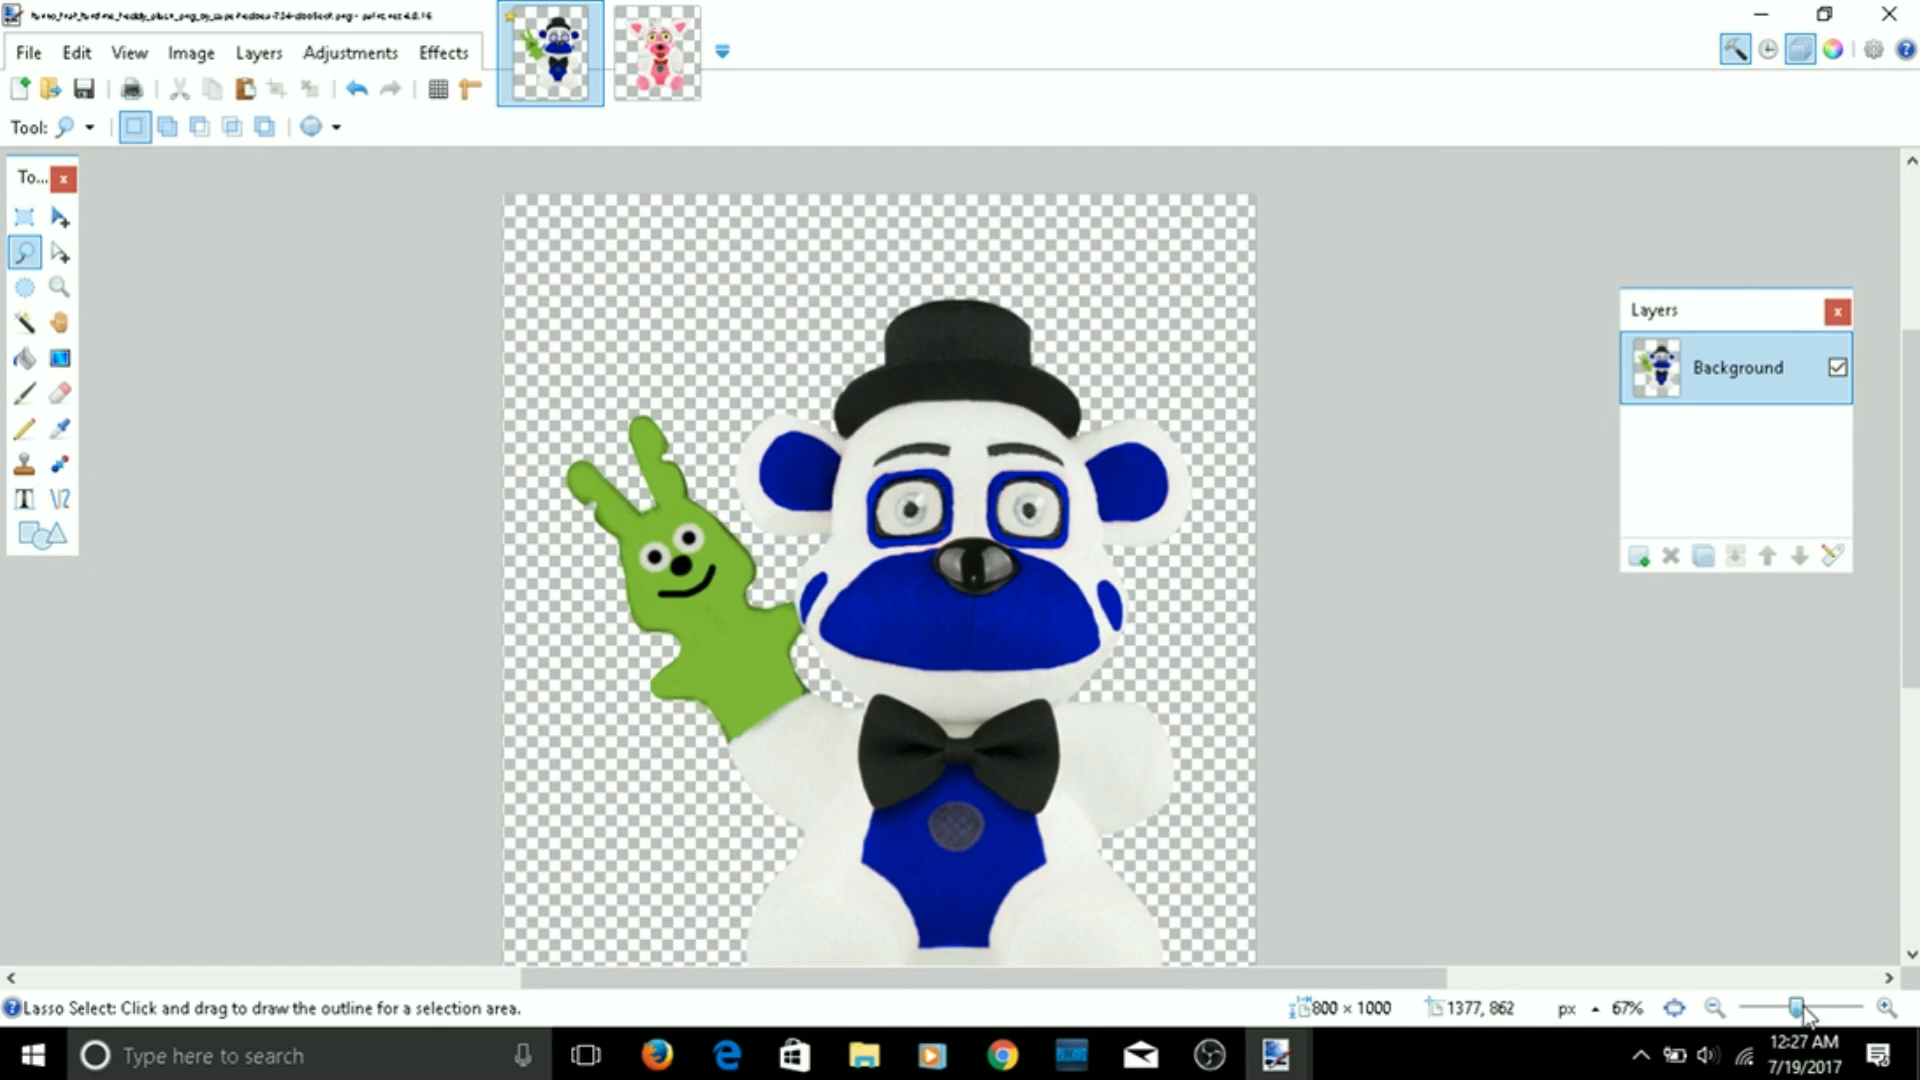 File Edit View Image Layers Adjustments Effects
Tool:
To...
Layers
Background
Lasso Select: Click and drag to draw the outline for a selection area.
800 × 1000
1377, 862
px
67%
Type here to search
12:27 AM
7/19/2017